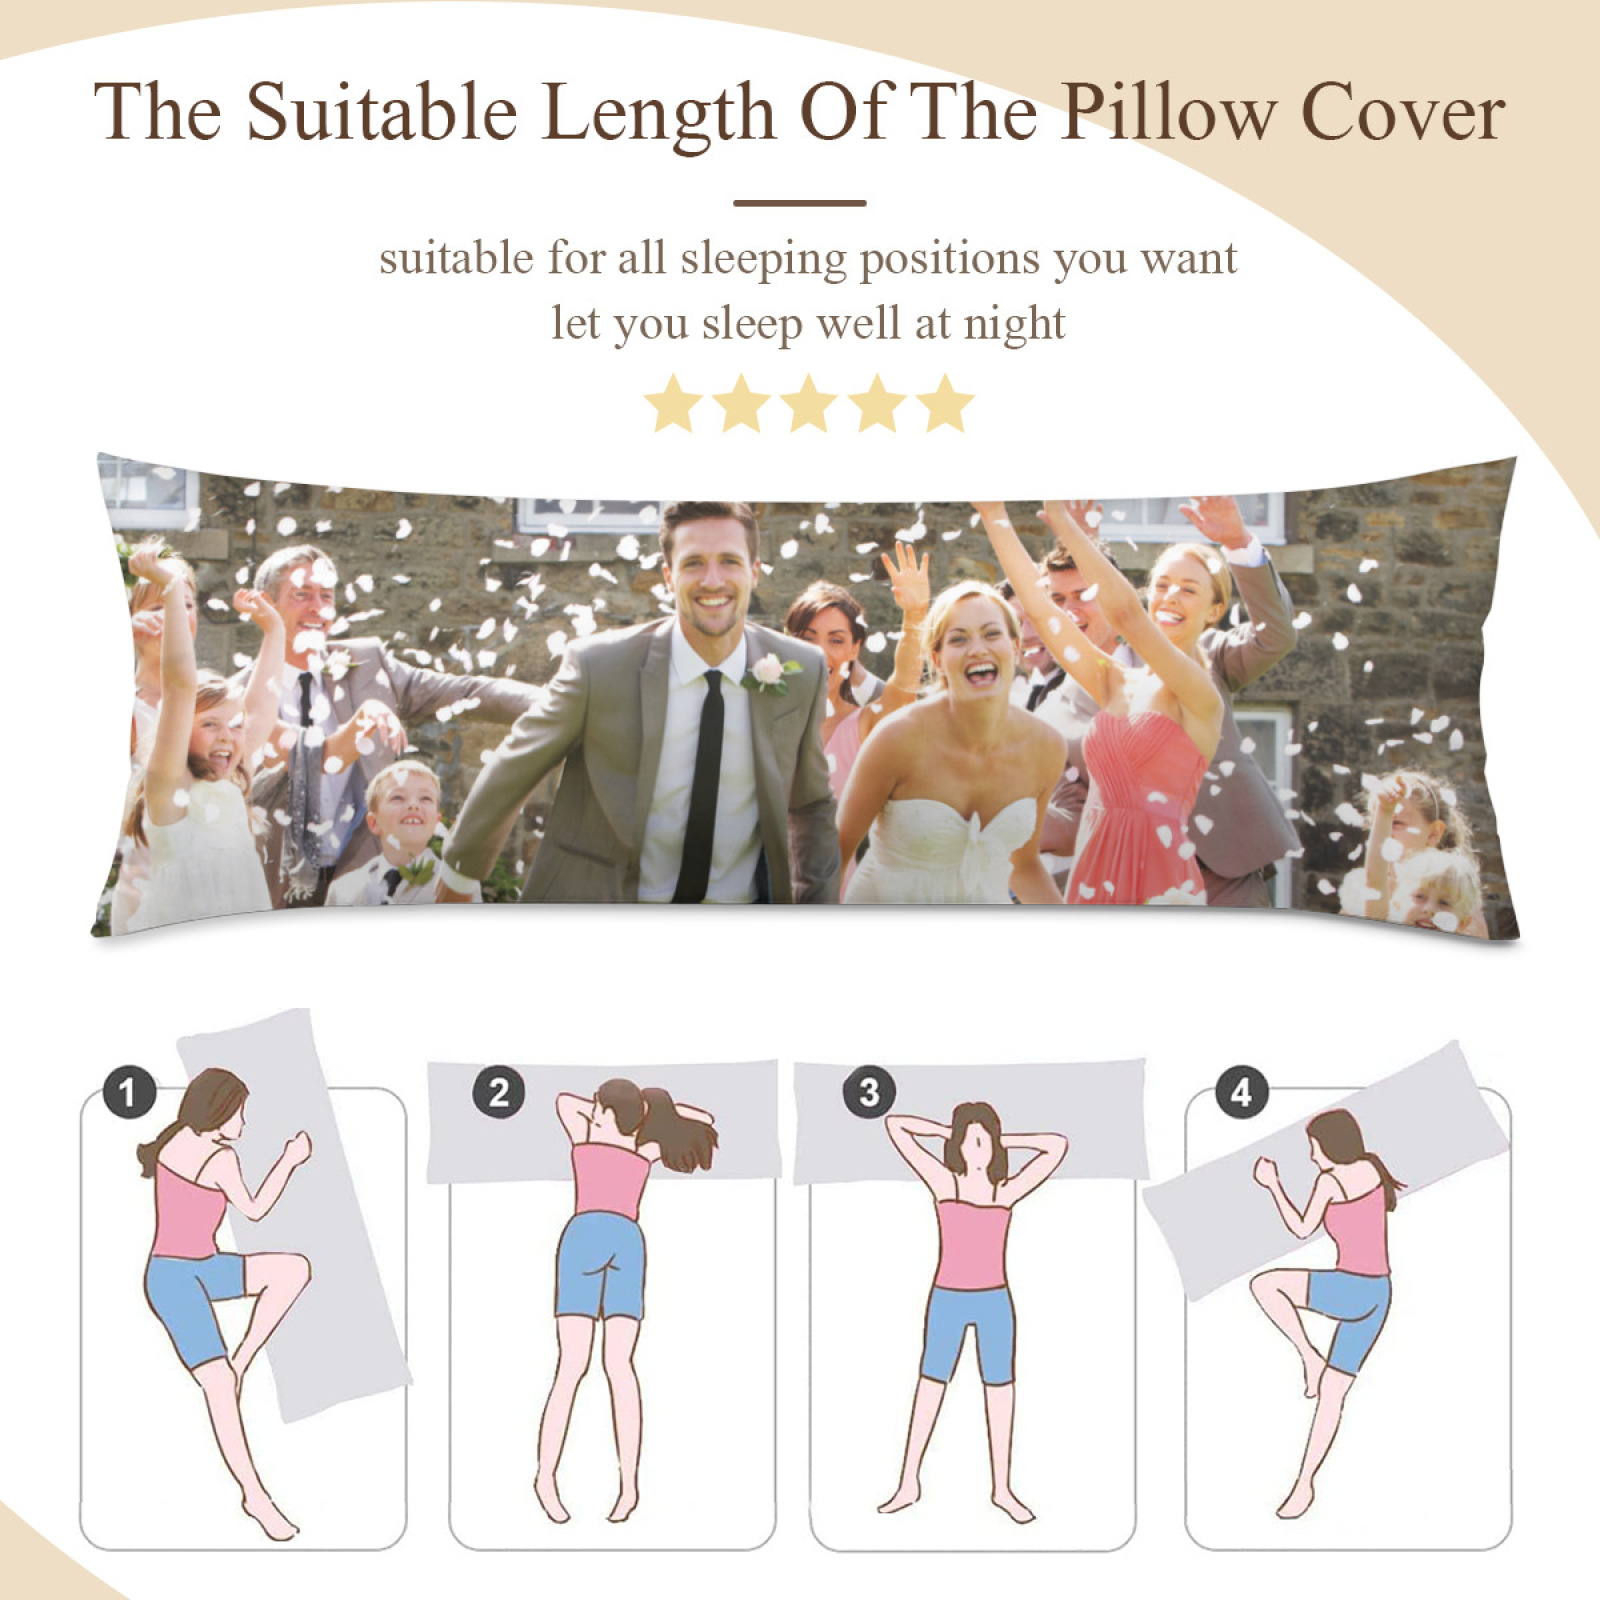 The Suitable Length Of The Pillow Cover
suitable for all sleeping positions you want
let you sleep well at night
1
2
3
4